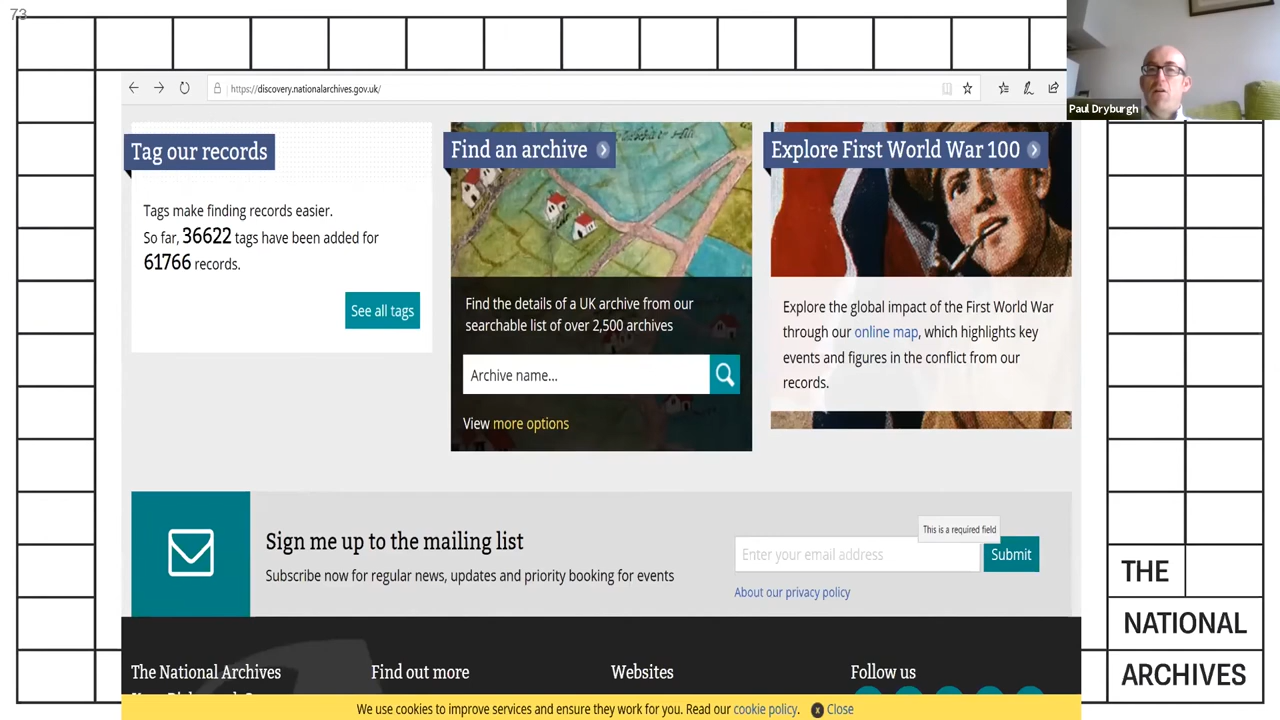 73
Paul Dryburgh
https://discovery.nationalarchives.gov.uk/
Tag our records
Tags make finding records easier.
So far, 36622 tags have been added for
61766 records.
See all tags
Find an archive
Find the details of a UK archive from our
searchable list of over 2,500 archives
Archive name...
View more options
Explore First World War 100
Explore the global impact of the First World War
through our online map, which highlights key
events and figures in the conflict from our
records.
Sign me up to the mailing list
Subscribe now for regular news, updates and priority booking for events
This is a required field
Enter your email address
Submit
About our privacy policy
The National Archives
Find out more
Websites
Follow us
We use cookies to improve services and ensure they work for you. Read our cookie policy. x Close
THE
NATIONAL
ARCHIVES